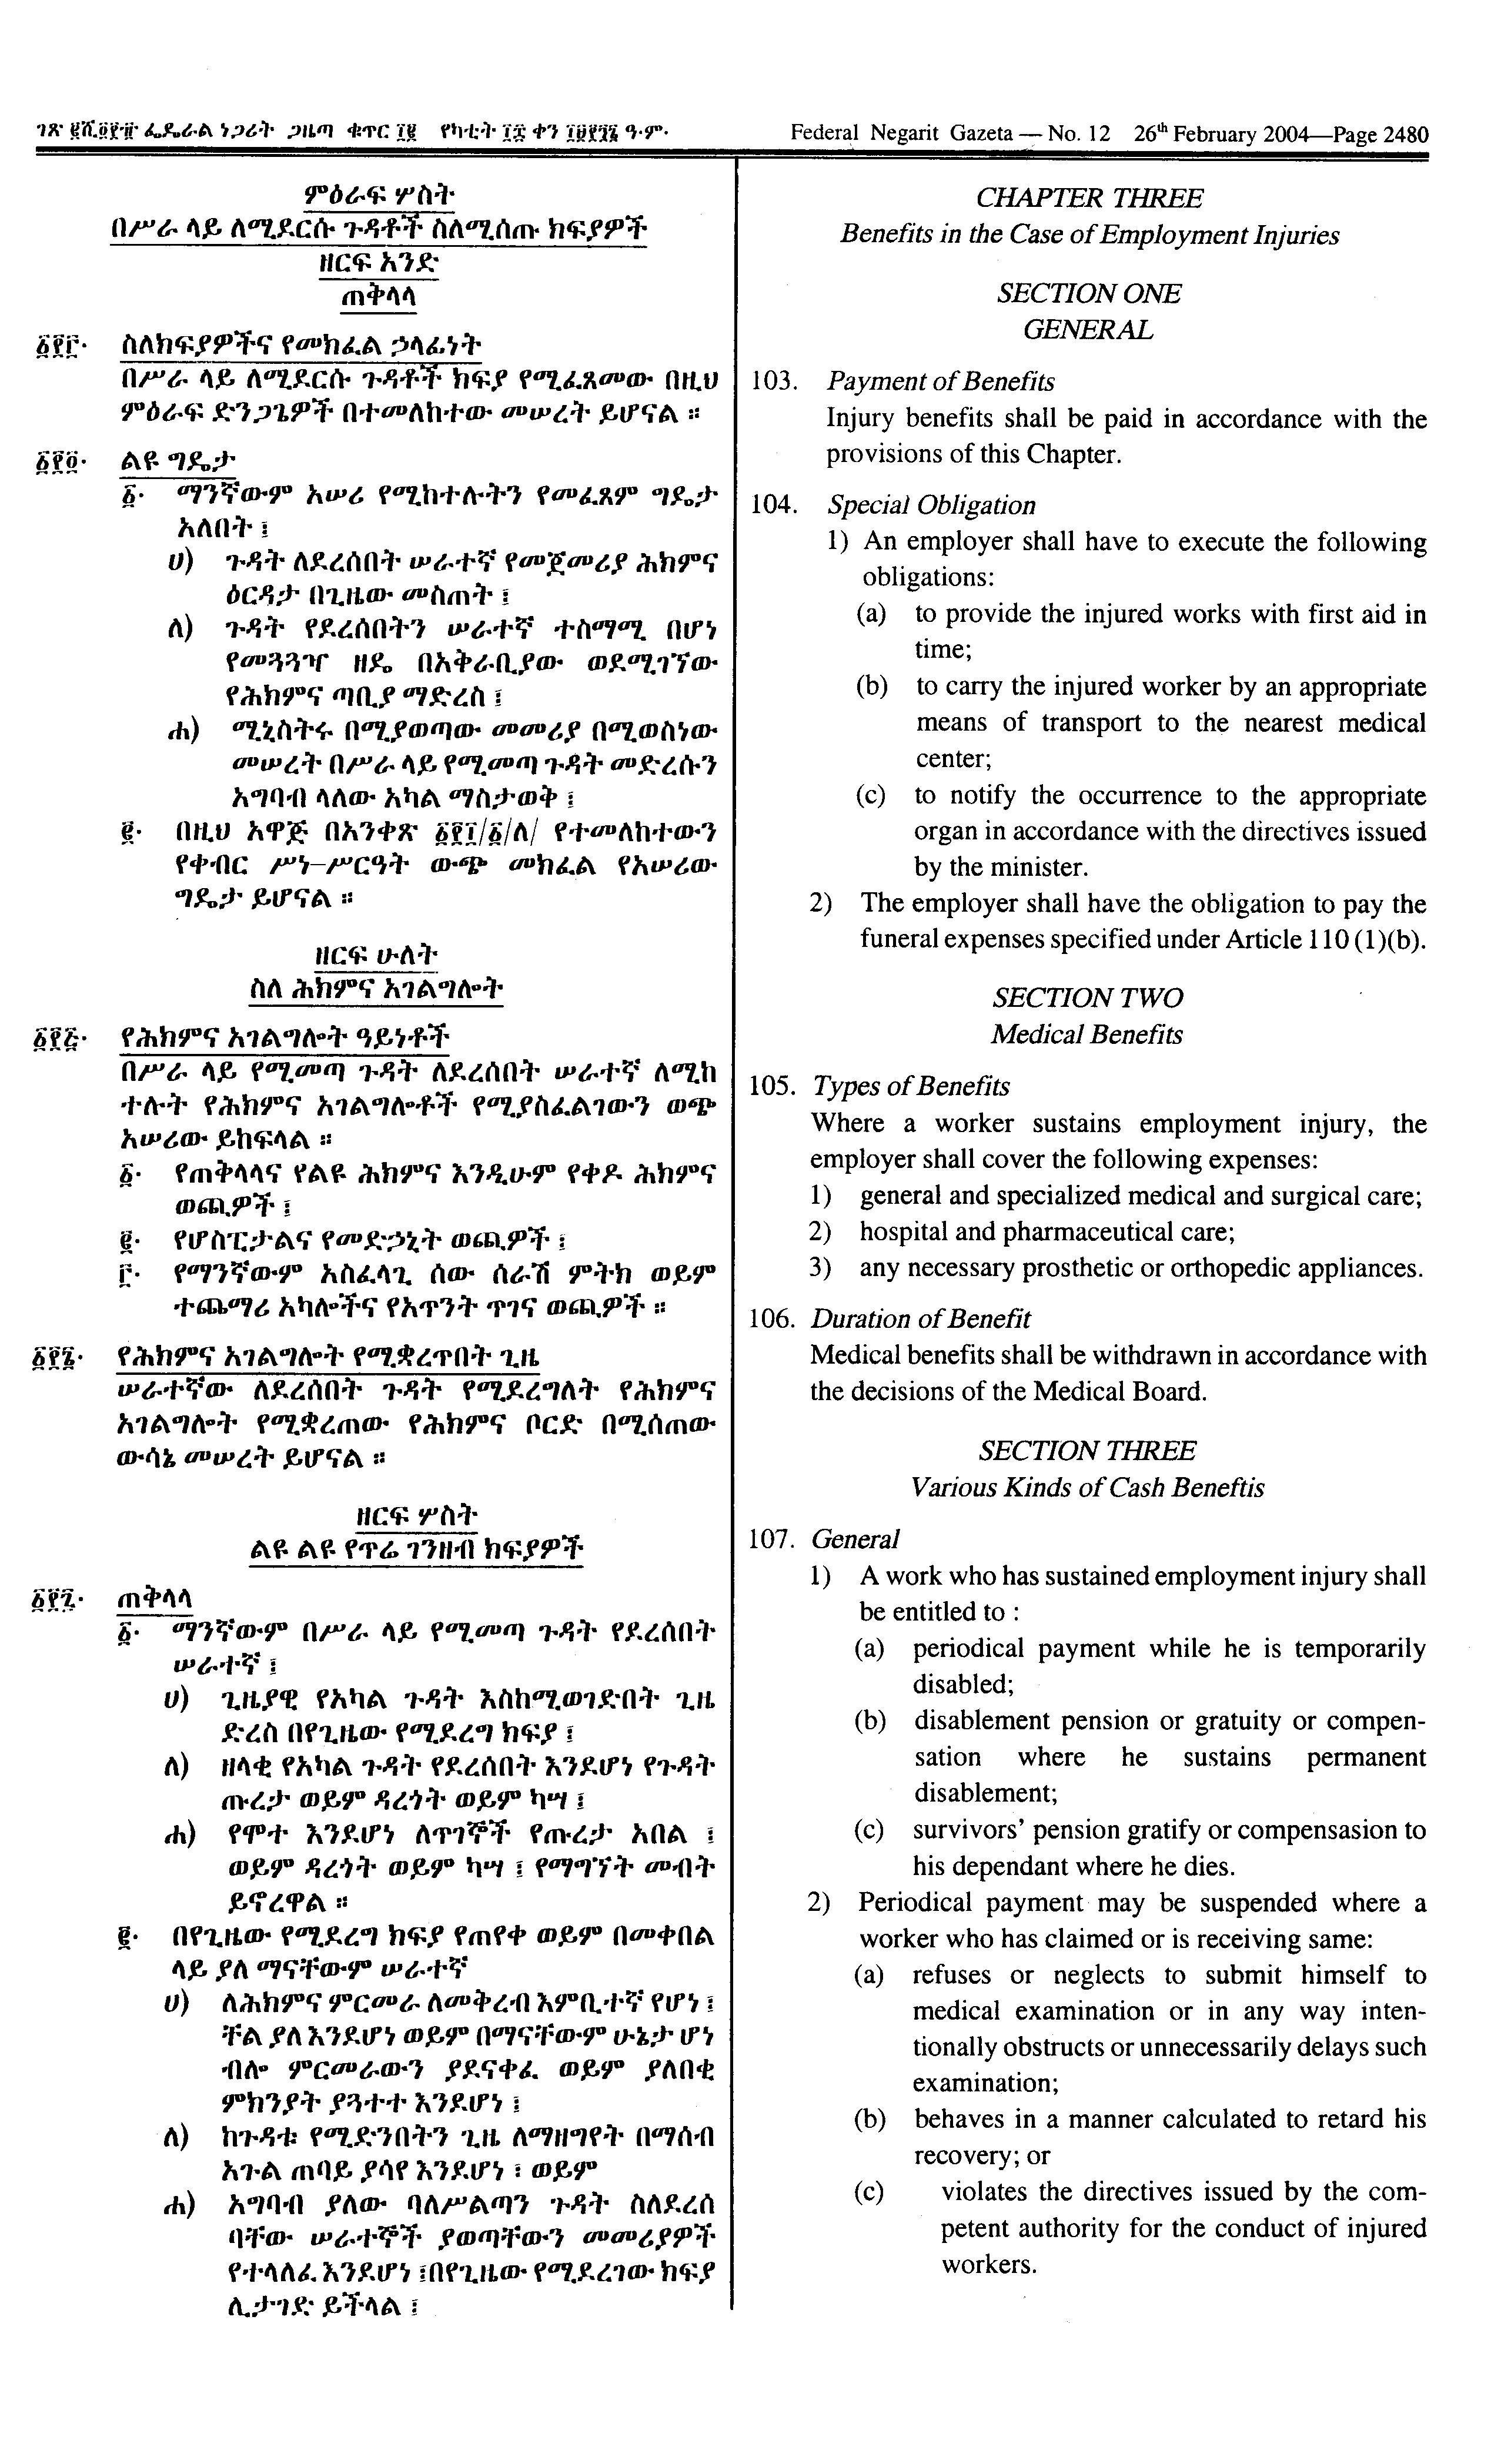 ገጽ ፪ሺ፬፻፹ ፌዴራል ነጋሪት ጋዜጣ ቁጥር ፲፪ የካቲት ፲፰ ቀን ፲፱፻፺፮ ዓ·ም·
Federal Negarit Gazeta — No. 12 26th February 2004—Page 2480
ምዕራፍ ሦስት
በሥራ ላይ ለሚደርሱ ጉዳቶች ስለሚሰጡ ክፍያዎች
ዘርፍ አንድ
ጠቅላላ
፩፻፫· ስለክፍያዎችና የመክፈል ኃላፊነት
በሥራ ላይ ለሚደርሱ ጉዳቶች ክፍያ የሚፈጸመው በዚህ
ምዕራፍ ድንጋጌዎች በተመለከተው መሠረት ይሆናል ።
፩፻፬· ልዩ ግዴታ
፩· ማንኛውም አሠሪ የሚከተሉትን የመፈጸም ግዴታ
አለበት ፤
ሀ) ጉዳት ለደረሰበት ሠራተኛ የመጀመሪያ ሕክምና
ዕርዳታ በጊዜው መስጠት ፤
ለ) ጉዳት የደረሰበትን ሠራተኛ ተስማሚ በሆነ
የመጓጓዣ ዘዴ በአቅራቢያው ወደሚገኘው
የሕክምና ጣቢያ ማድረስ ፤
ሐ) ሚኒስትሩ በሚያወጣው መመሪያ በሚወስነው
መሠረት በሥራ ላይ የሚመጣ ጉዳት መድረሱን
አግባብ ላለው አካል ማስታወቅ ፤
፪· በዚህ አዋጅ በአንቀጽ ፩፻፲/፩/ለ/ የተመለከተውን
የቀብር ሥነ–ሥርዓት ውጭ መክፈል የአሠሪው
ግዴታ ይሆናል ።
ዘርፍ ሁለት
ስለ ሕክምና አገልግሎት
፩፻፭· የሕክምና አገልግሎት ዓይነቶች
በሥራ ላይ የሚመጣ ጉዳት ለደረሰበት ሠራተኛ ለሚከ
ተሉት የሕክምና አገልግሎቶች የሚያስፈልገውን ወጭ
አሠሪው ይከፍላል ።
፩· የጠቅላላና የልዩ ሕክምና እንዲሁም የቀዶ ሕክምና
ወጪዎች ፤
፪· የሆስፒታልና የመድኃኒት ወጪዎች ፤
፫· የማንኛውም አስፈላጊ ሰው ሰራሽ ምትክ ወይም
ተጨማሪ አካሎችና የአጥንት ጥገና ወጪዎች ።
፩፻፮· የሕክምና አገልግሎት የሚቋረጥበት ጊዜ
ሠራተኛው ለደረሰበት ጉዳት የሚደረግለት የሕክምና
አገልግሎት የሚቋረጠው የሕክምና ቦርድ በሚሰጠው
ውሳኔ መሠረት ይሆናል ።
ዘርፍ ሦስት
ልዩ ልዩ የጥሬ ገንዘብ ክፍያዎች
፩፻፯· ጠቅላላ
፩· ማንኛውም በሥራ ላይ የሚመጣ ጉዳት የደረሰበት
ሠራተኛ ፤
ሀ) ጊዜያዊ የአካል ጉዳት እስከሚወገድበት ጊዜ
ድረስ በየጊዜው የሚደረግ ክፍያ ፤
ለ) ዘላቂ የአካል ጉዳት የደረሰበት እንደሆነ የጉዳት
ጡረታ ወይም ዳረጎት ወይም ካሣ ፤
ሐ) የሞተ እንደሆነ ለጥገኞች የጡረታ አበል ፤
ወይም ዳረጎት ወይም ካሣ ፤ የማግኘት መብት
ይኖረዋል ።
፪· በየጊዜው የሚደረግ ክፍያ የጠየቀ ወይም በመቀበል
ላይ ያለ ማናቸውም ሠራተኛ
ሀ) ለሕክምና ምርመራ ለመቅረብ እምቢተኛ የሆነ ፤
ቸል ያለ እንደሆነ ወይም በማናቸውም ሁኔታ ሆነ
ብሎ ምርመራውን ያደናቀፈ ወይም ያለበቂ
ምክንያት ያጓተተ እንደሆነ ፤
ለ) ከጉዳቱ የሚድንበትን ጊዜ ለማዘግየት በማሰብ
አጉል ጠባይ ያሳየ እንደሆነ ፣ ወይም
ሐ) አግባብ ያለው ባለሥልጣን ጉዳት ስለደረሰ
ባቸው ሠራተኞች ያወጣቸውን መመሪያዎች
የተላለፈ እንደሆነ ፤በየጊዜው የሚደረገው ክፍያ
ሊታገድ ይችላል ፤
CHAPTER THREE
Benefits in the Case of Employment Injuries
SECTION ONE
GENERAL
103. Payment of Benefits
Injury benefits shall be paid in accordance with the
provisions of this Chapter.
104. Special Obligation
1) An employer shall have to execute the following
obligations:
(a) to provide the injured works with first aid in
time;
(b) to carry the injured worker by an appropriate
means of transport to the nearest medical
center;
(c) to notify the occurrence to the appropriate
organ in accordance with the directives issued
by the minister.
2) The employer shall have the obligation to pay the
funeral expenses specified under Article 110 (1)(b).
SECTION TWO
Medical Benefits
105. Types of Benefits
Where a worker sustains employment injury, the
employer shall cover the following expenses:
1) general and specialized medical and surgical care;
2) hospital and pharmaceutical care;
3) any necessary prosthetic or orthopedic appliances.
106. Duration of Benefit
Medical benefits shall be withdrawn in accordance with
the decisions of the Medical Board.
SECTION THREE
Various Kinds of Cash Beneftis
107. General
1) A work who has sustained employment injury shall
be entitled to :
(a) periodical payment while he is temporarily
disabled;
(b) disablement pension or gratuity or compen-
sation where he sustains permanent
disablement;
(c) survivors' pension gratify or compensasion to
his dependant where he dies.
2) Periodical payment may be suspended where a
worker who has claimed or is receiving same:
(a) refuses or neglects to submit himself to
medical examination or in any way inten-
tionally obstructs or unnecessarily delays such
examination;
(b) behaves in a manner calculated to retard his
recovery; or
(c) violates the directives issued by the com-
petent authority for the conduct of injured
workers.